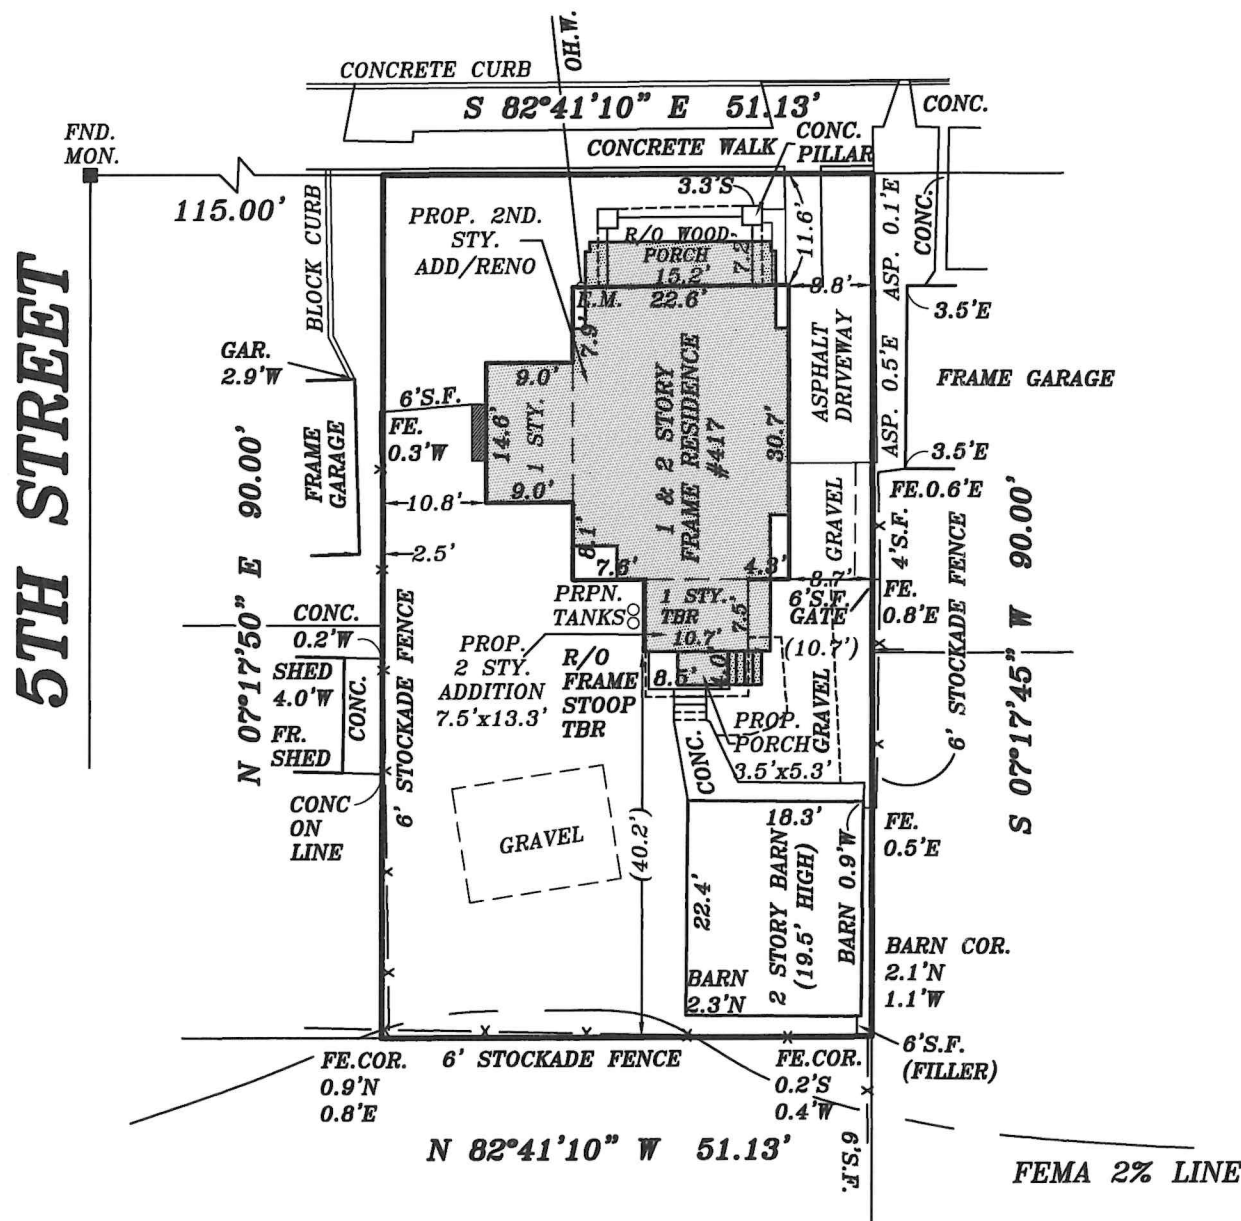 OH.W.
CONCRETE CURB
S 82°41'10" E 51.13'
CONC.
FND.
MON.
CONCRETE WALK
CONC.
PILLAR
115.00'
3.3'S
PROP. 2ND.
STY.
ADD/RENO
R/O WOOD
PORCH
15.2'
7.2'
11.6'
ASP. 0.1'E
CONC.
BLOCK CURB
E.M.
22.6'
8.8'
3.5'E
5TH STREET
GAR.
2.9'W
7.9'
9.0'
6'S.F.
FE.
0.3'W
14.6'
1 STY.
9.0'
1 & 2 STORY
FRAME RESIDENCE
#417
30.7'
ASPHALT
DRIVEWAY
ASP. 0.5'E
FRAME GARAGE
3.5'E
FE.0.6'E
FRAME
GARAGE
10.8'
2.5'
N 07°17'50" E 90.00'
8.1'
7.6'
4.3'
8.7'
GRAVEL
4'S.F.
6' STOCKADE FENCE
S 07°17'45" W 90.00'
6'S.F.
GATE
FE.
0.8'E
CONC.
0.2'W
PRPN.
TANKS
1 STY.
TBR
10.7'
7.5'
(10.7')
SHED
4.0'W
FR.
SHED
CONC.
6' STOCKADE FENCE
PROP.
2 STY.
ADDITION
7.5'x13.3'
R/O
FRAME
STOOP
TBR
8.5'
4.0'
PROP.
PORCH
3.5'x5.3'
CONC.
GRAVEL
CONC
ON
LINE
GRAVEL
(40.2')
18.3'
22.4'
2 STORY BARN
(19.5' HIGH)
BARN 0.9'W
FE.
0.5'E
BARN
2.3'N
BARN COR.
2.1'N
1.1'W
FE.COR.
0.9'N
0.8'E
6' STOCKADE FENCE
FE.COR.
0.2'S
0.4'W
6'S.F.
(FILLER)
N 82°41'10" W 51.13'
6'S.F.
FEMA 2% LINE